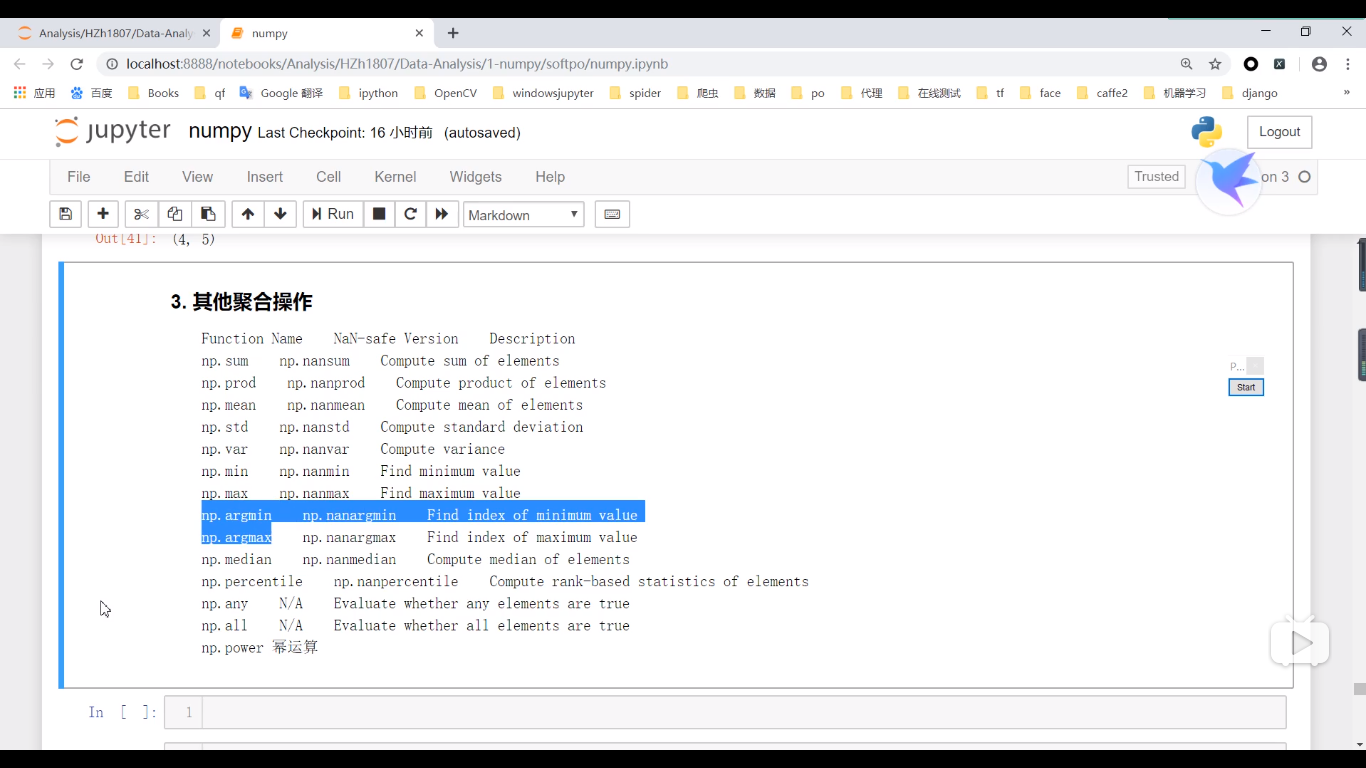 Analysis/HZh1807/Data-Analy
numpy
localhost:8888/notebooks/Analysis/HZh1807/Data-Analysis/1-numpy/softpo/numpy.ipynb
应用 百度 Books qf Google 翻译 ipython OpenCV windowsjupyter spider 爬虫 数据 po 代理 在线测试 tf face caffe2 机器学习 django »
jupyter numpy Last Checkpoint: 16 小时前 (autosaved)
Logout
File Edit View Insert Cell Kernel Widgets Help
Trusted
on 3
Run
Markdown
Out[41]: (4, 5)
3. 其他聚合操作
Function Name NaN-safe Version Description
np.sum np.nansum Compute sum of elements
np.prod np.nanprod Compute product of elements
np.mean np.nanmean Compute mean of elements
np.std np.nanstd Compute standard deviation
np.var np.nanvar Compute variance
np.min np.nanmin Find minimum value
np.max np.nanmax Find maximum value
np.argmin np.nanargmin Find index of minimum value
np.argmax np.nanargmax Find index of maximum value
np.median np.nanmedian Compute median of elements
np.percentile np.nanpercentile Compute rank-based statistics of elements
np.any N/A Evaluate whether any elements are true
np.all N/A Evaluate whether all elements are true
np.power 幂运算
P...
Start
In [ ]: 1